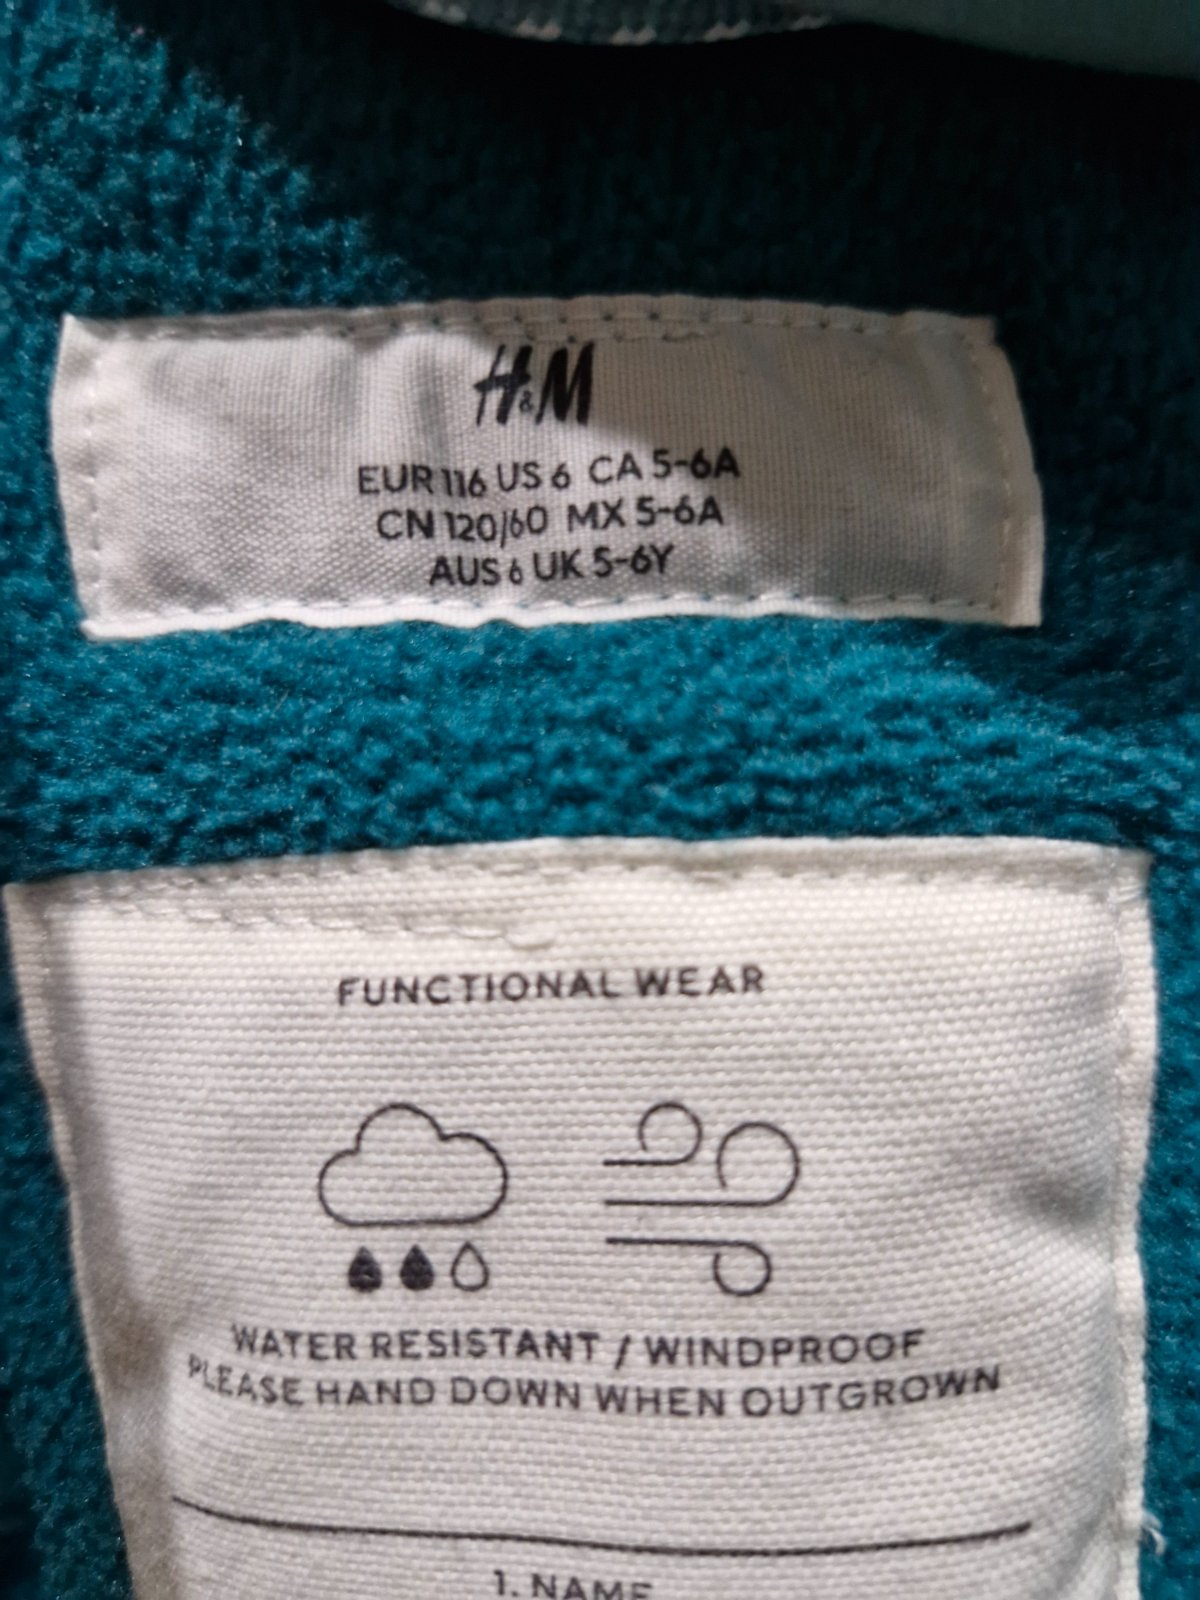 H&M
EUR 116 US 6 CA 5-6A
CN 120/60 MX 5-6A
AUS 6 UK 5-6Y
FUNCTIONAL WEAR
WATER RESISTANT / WINDPROOF
PLEASE HAND DOWN WHEN OUTGROWN
1. NAME